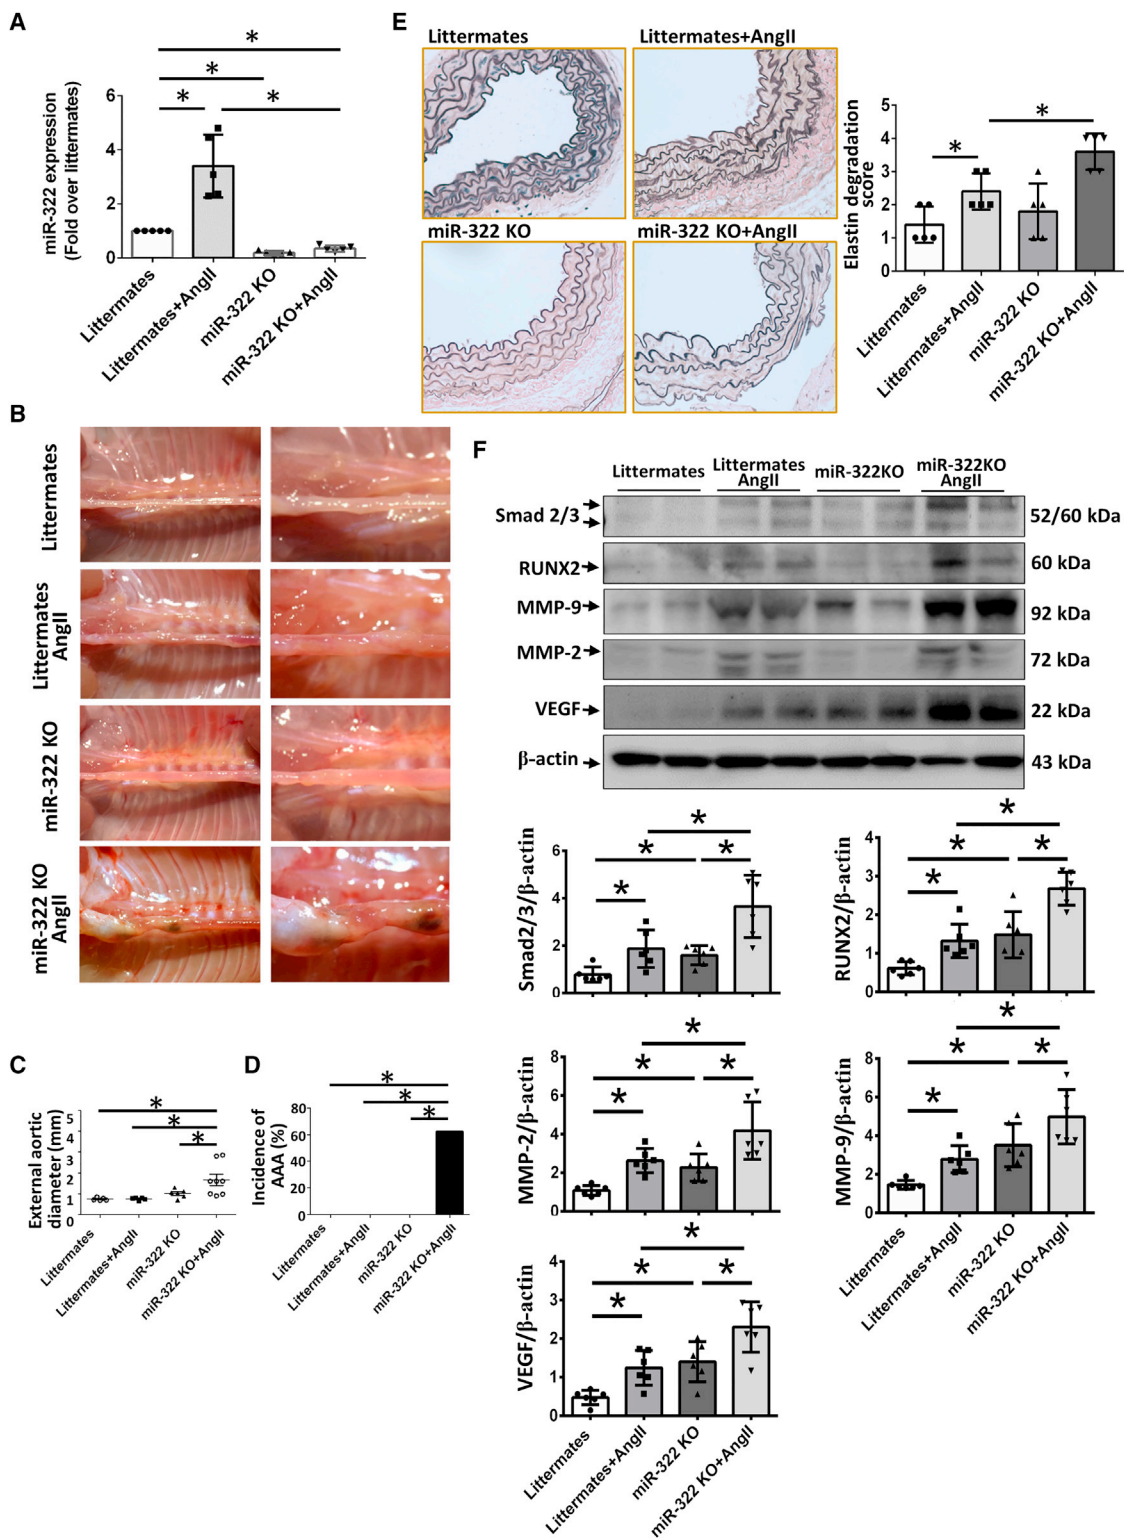 A
miR-322 expression
(Fold over littermates)
6
4
2
0
*
*
*
*
Littermates
Littermates+AngII
miR-322 KO
miR-322 KO+AngII
E
Littermates
Littermates+AngII
miR-322 KO
miR-322 KO+AngII
Elastin degradation
score
5
4
3
2
1
0
*
*
Littermates
Littermates+AngII
miR-322 KO
miR-322 KO+AngII
B
Littermates
Littermates
AngII
miR-322 KO
miR-322 KO
AngII
C
External aortic
diameter (mm)
5
4
3
2
1
0
*
*
*
Littermates
Littermates+AngII
miR-322 KO
miR-322 KO+AngII
D
Incidence of
AAA (%)
80
60
40
20
0
*
*
*
Littermates
Littermates+AngII
miR-322 KO
miR-322 KO+AngII
F
Littermates
Littermates
AngII
miR-322KO
miR-322KO
AngII
Smad 2/3
52/60 kDa
RUNX2
60 kDa
MMP-9
92 kDa
MMP-2
72 kDa
VEGF
22 kDa
β-actin
43 kDa
Smad2/3/β-actin
6
4
2
0
*
*
*
*
RUNX2/β-actin
4
3
2
1
0
*
*
*
*
MMP-2/β-actin
8
6
4
2
0
*
*
*
*
MMP-9/β-actin
8
6
4
2
0
*
*
*
*
Littermates
Littermates+AngII
miR-322 KO
miR-322 KO+AngII
VEGF/β-actin
4
3
2
1
0
*
*
*
*
Littermates
Littermates+AngII
miR-322 KO
miR-322 KO+AngII